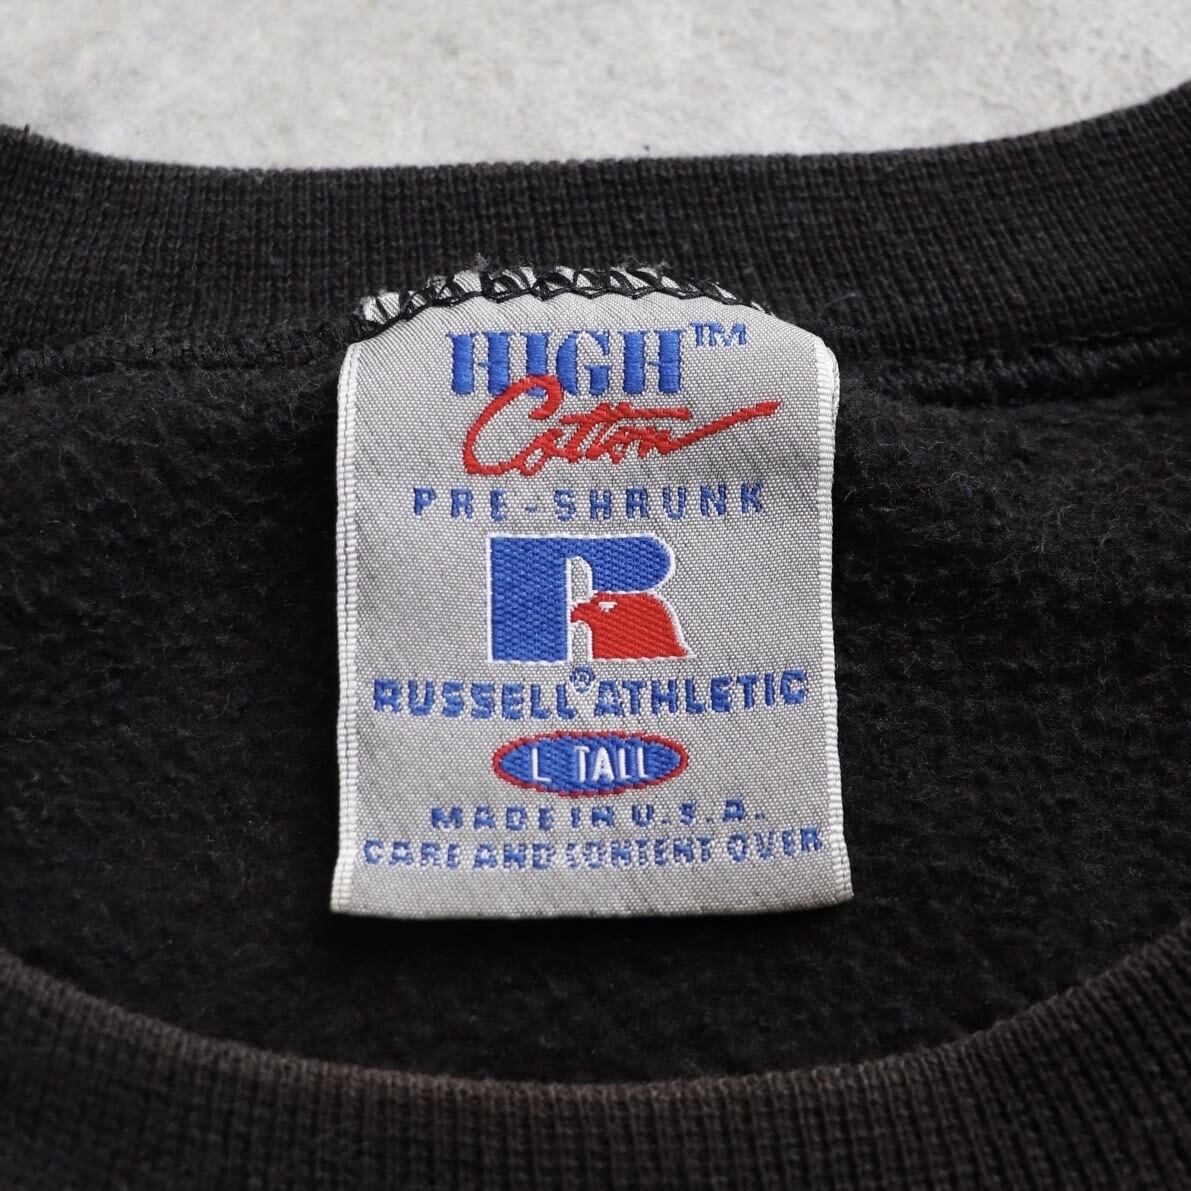 HIGH™
Cotton
PRE-SHRUNK
R
RUSSELL® ATHLETIC
L TALL
MADE IN U.S.A.
CARE AND CONTENT OVER